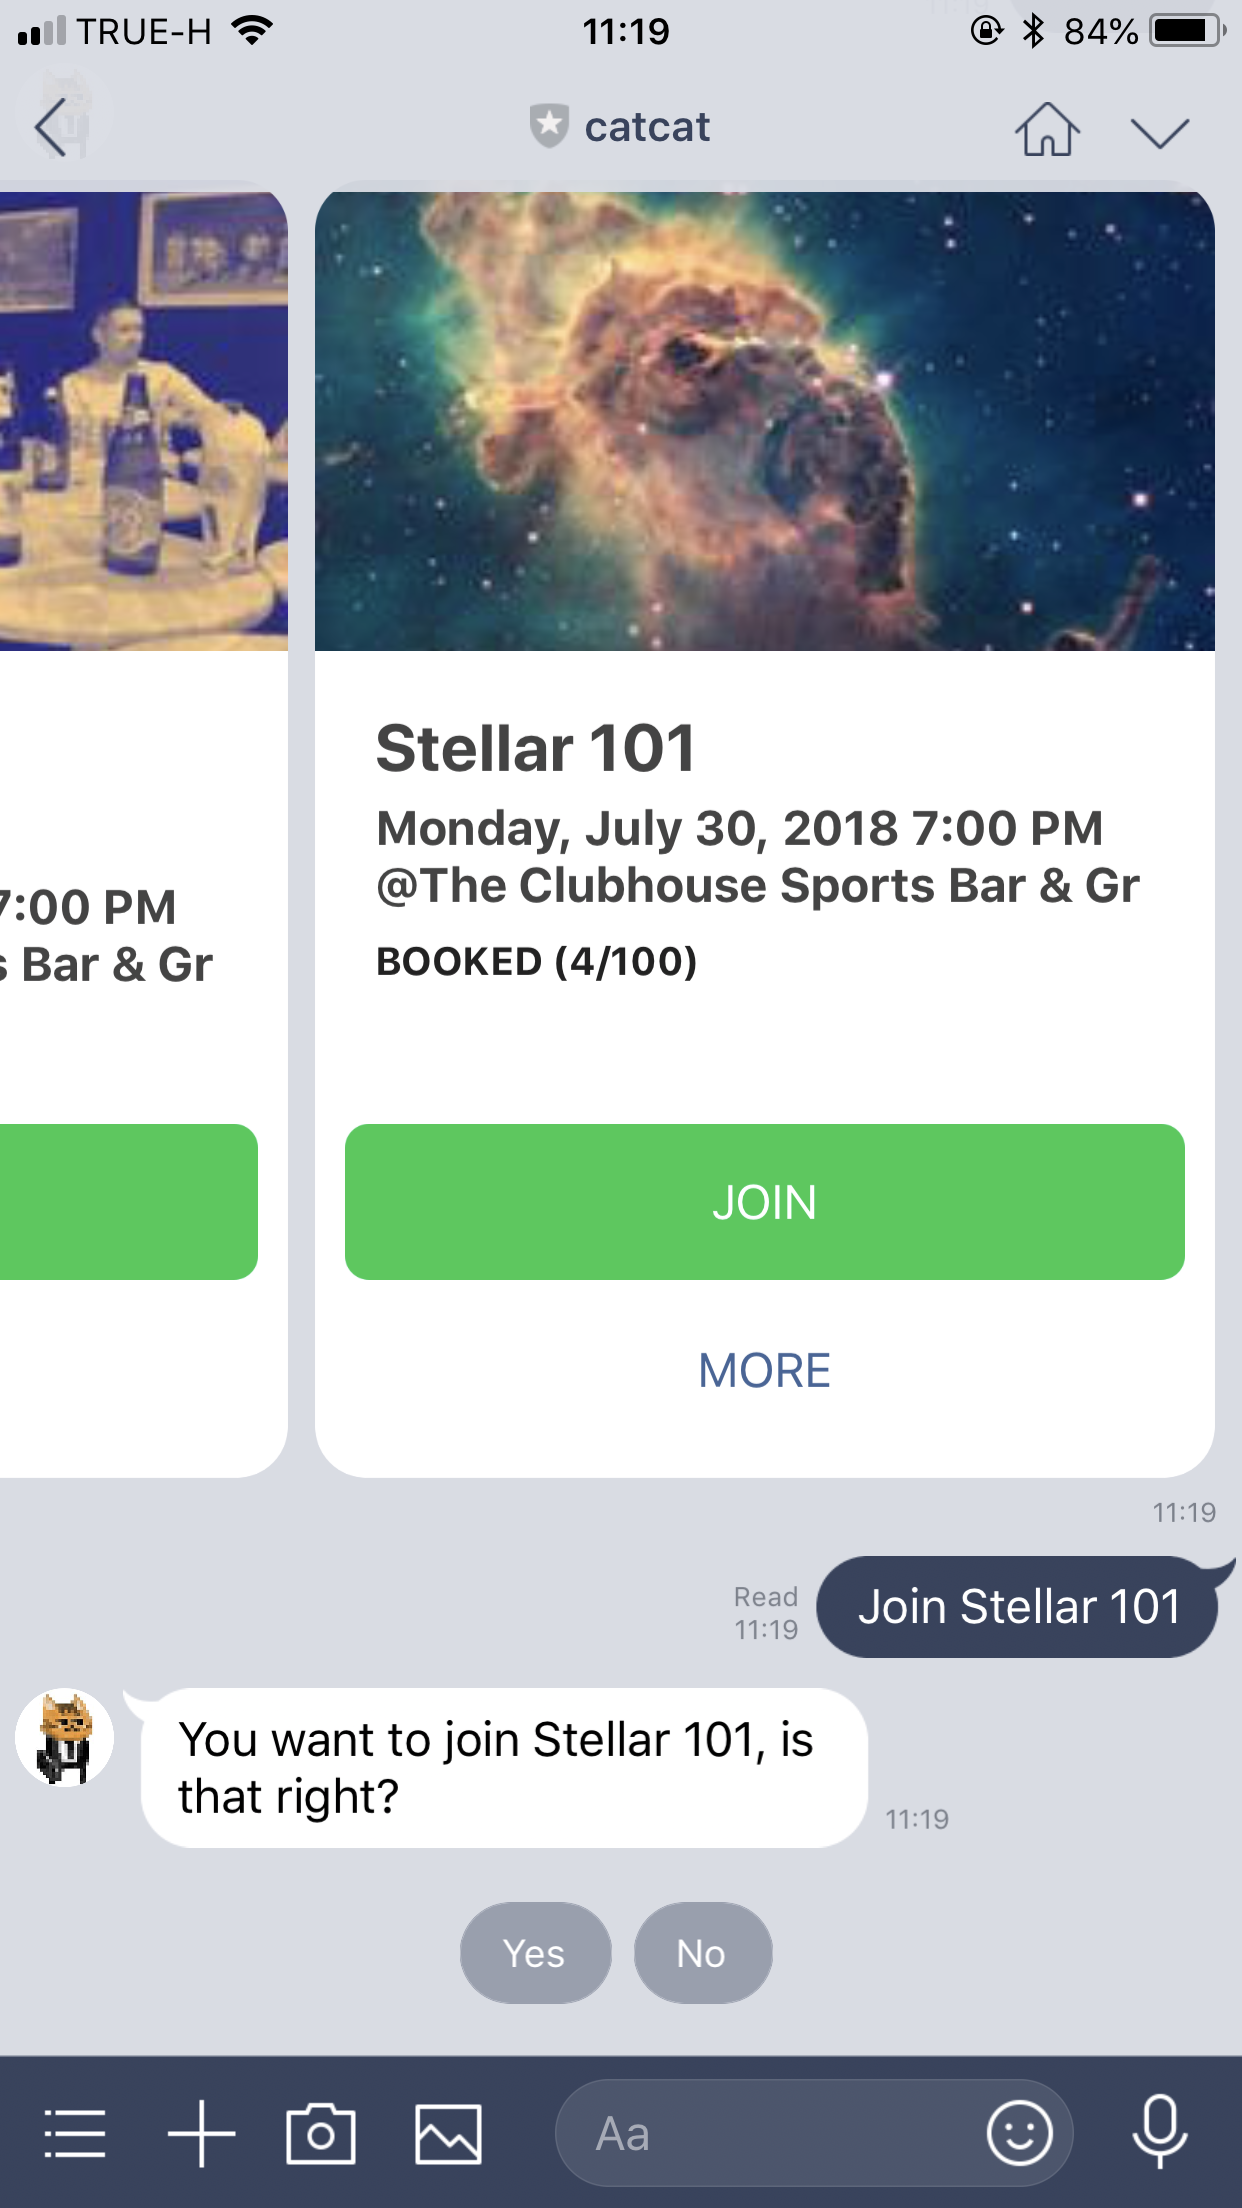 TRUE-H 11:19 84%
catcat
7:00 PM
s Bar & Gr
Stellar 101
Monday, July 30, 2018 7:00 PM
@The Clubhouse Sports Bar & Gr
BOOKED (4/100)
JOIN
MORE
11:19
Read
11:19
Join Stellar 101
You want to join Stellar 101, is
that right?
11:19
Yes No
Aa